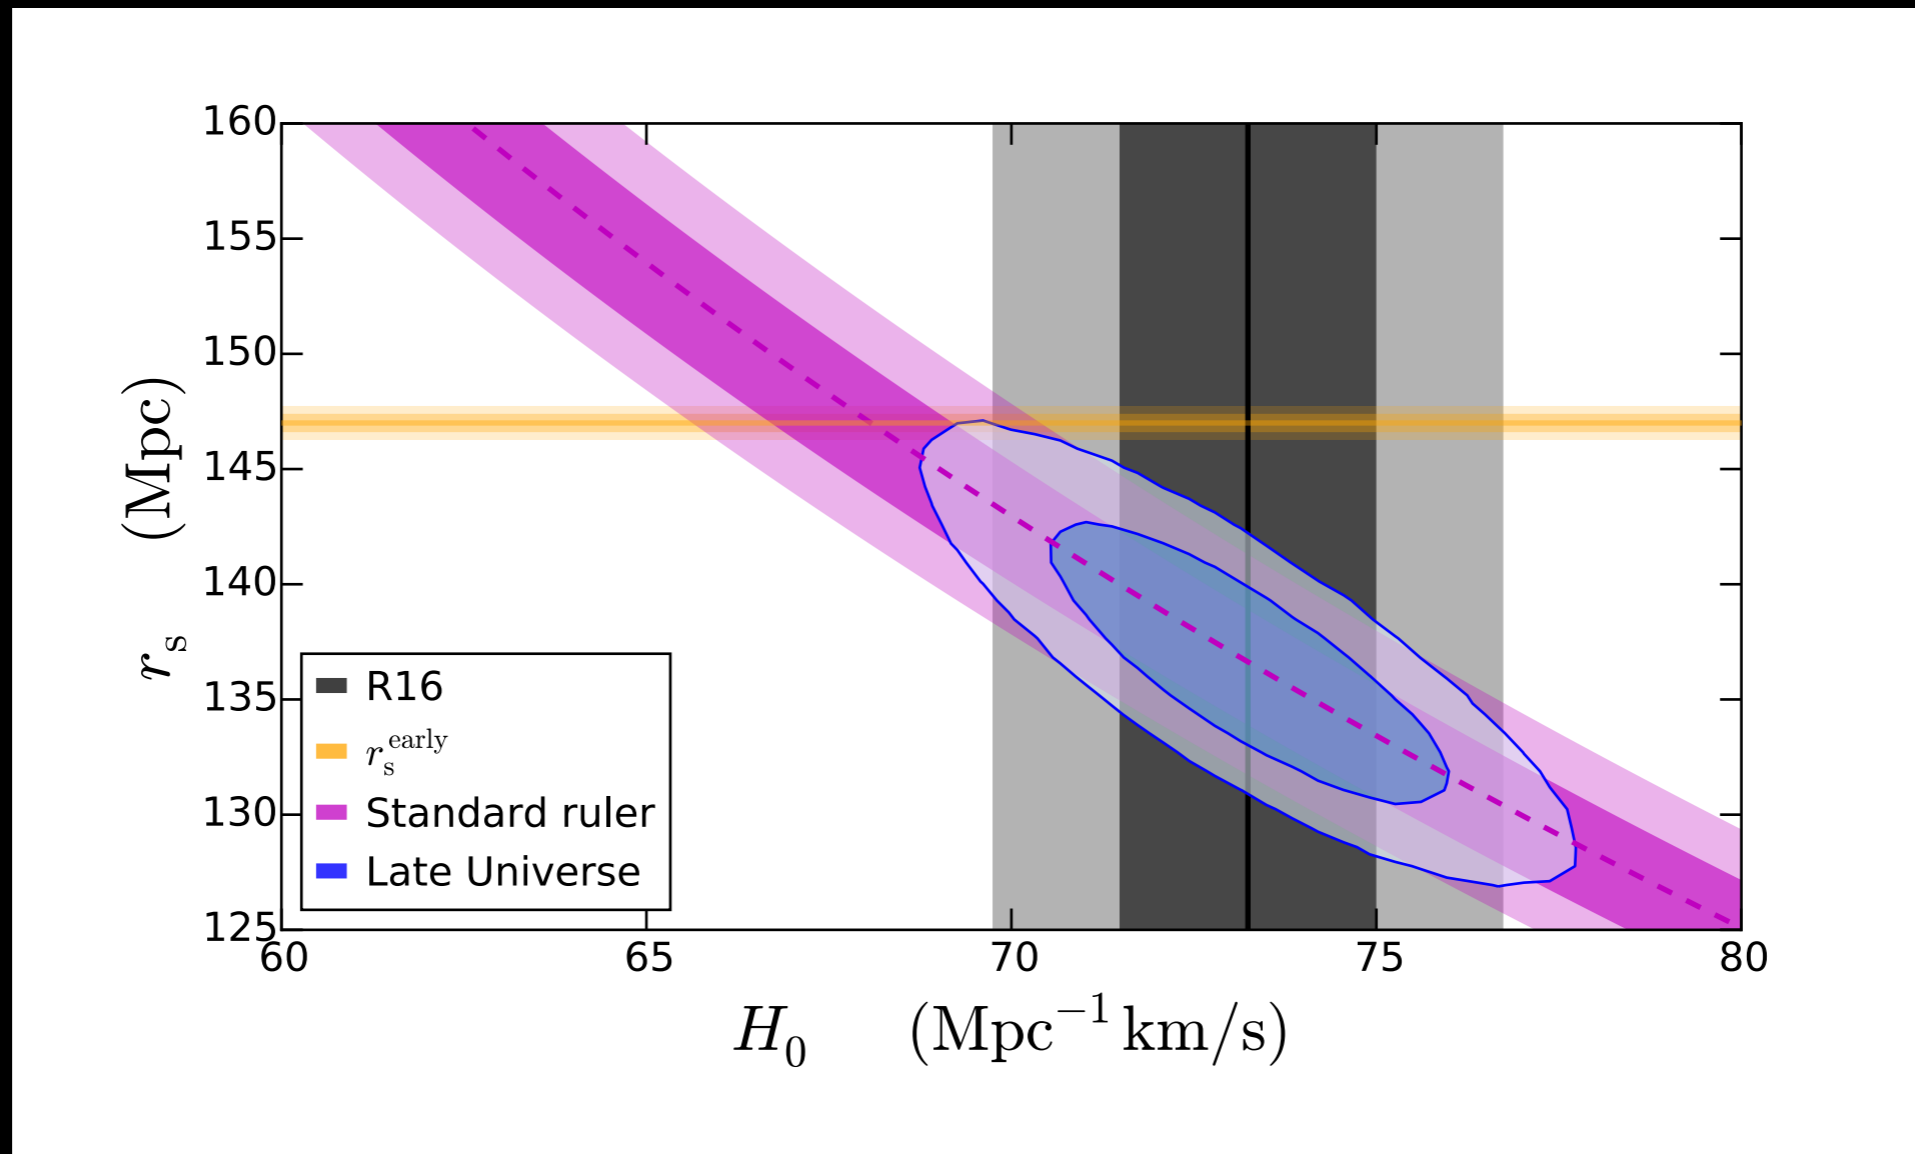 160
155
150
145
140
135
130
125
60 65 70 75 80
r_s (Mpc)
H_0 (Mpc⁻¹ km/s)
R16
r_s^early
Standard ruler
Late Universe